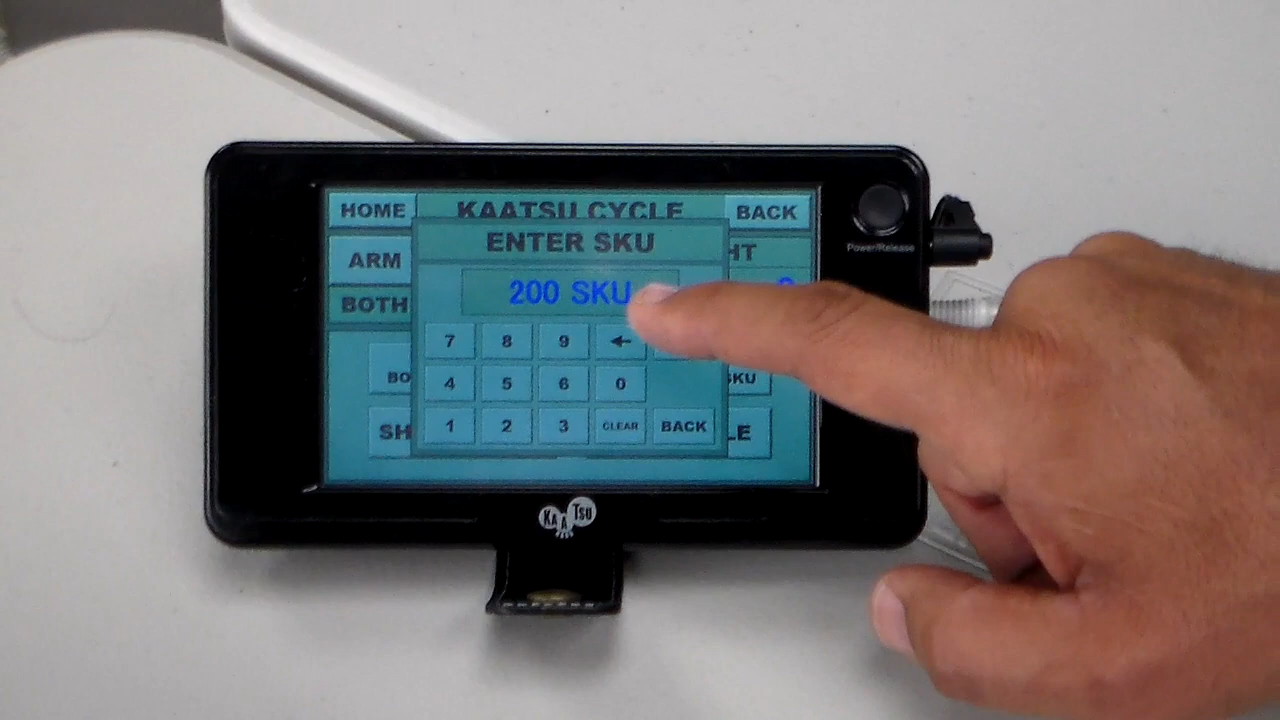 HOME KAATSU CYCLE BACK
ENTER SKU
ARM
200 SKU
BOTH
7 8 9 ←
4 5 6 0
1 2 3 CLEAR BACK
Power/Release
KAATSU